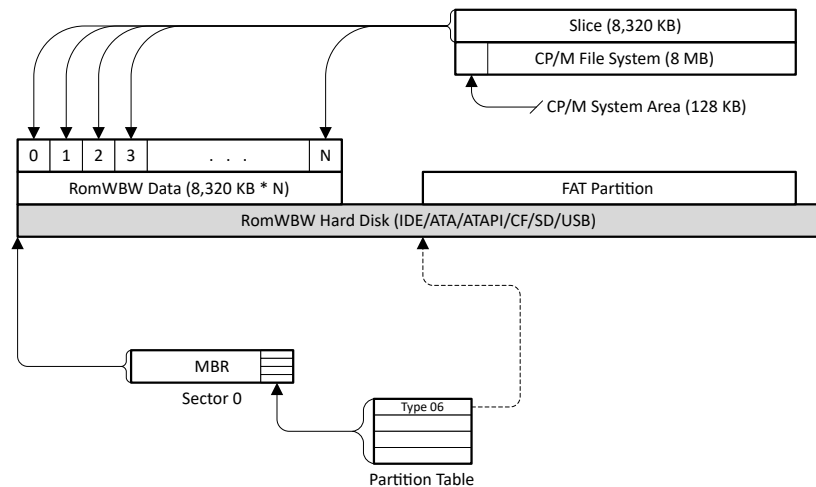 Slice (8,320 KB)
CP/M File System (8 MB)
CP/M System Area (128 KB)
0 1 2 3 . . . N
RomWBW Data (8,320 KB * N)
FAT Partition
RomWBW Hard Disk (IDE/ATA/ATAPI/CF/SD/USB)
MBR
Sector 0
Type 06
Partition Table